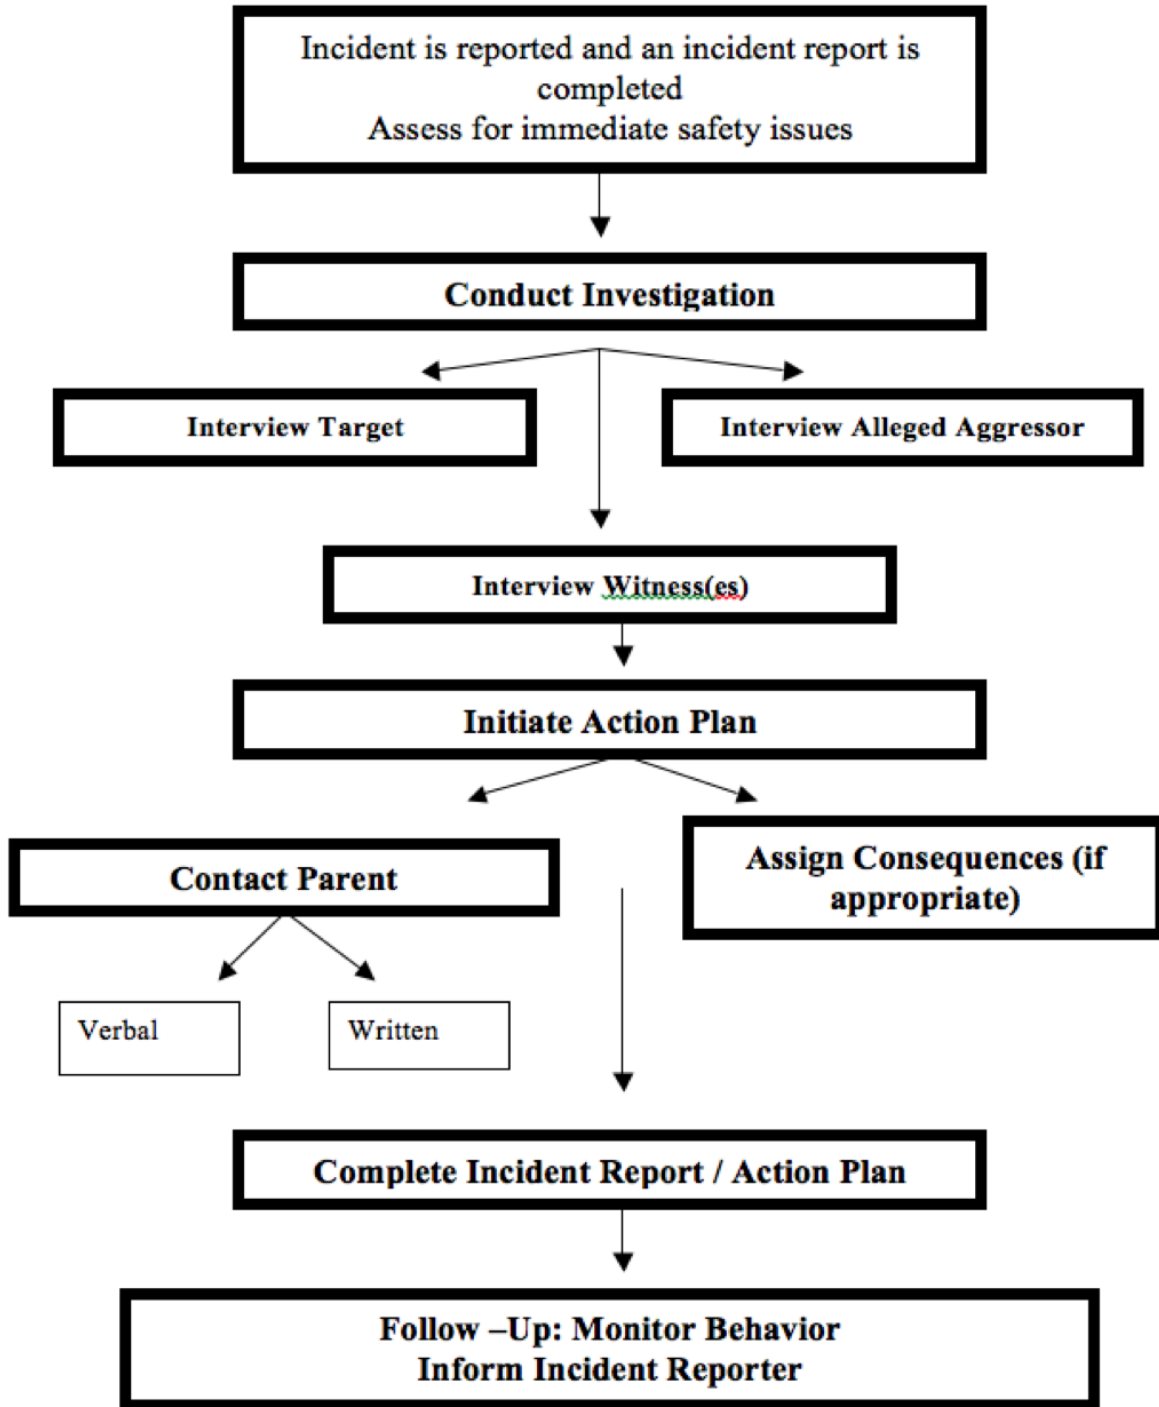 Incident is reported and an incident report is
completed
Assess for immediate safety issues
Conduct Investigation
Interview Target
Interview Alleged Aggressor
Interview Witness(es)
Initiate Action Plan
Contact Parent
Assign Consequences (if
appropriate)
Verbal
Written
Complete Incident Report / Action Plan
Follow –Up: Monitor Behavior
Inform Incident Reporter